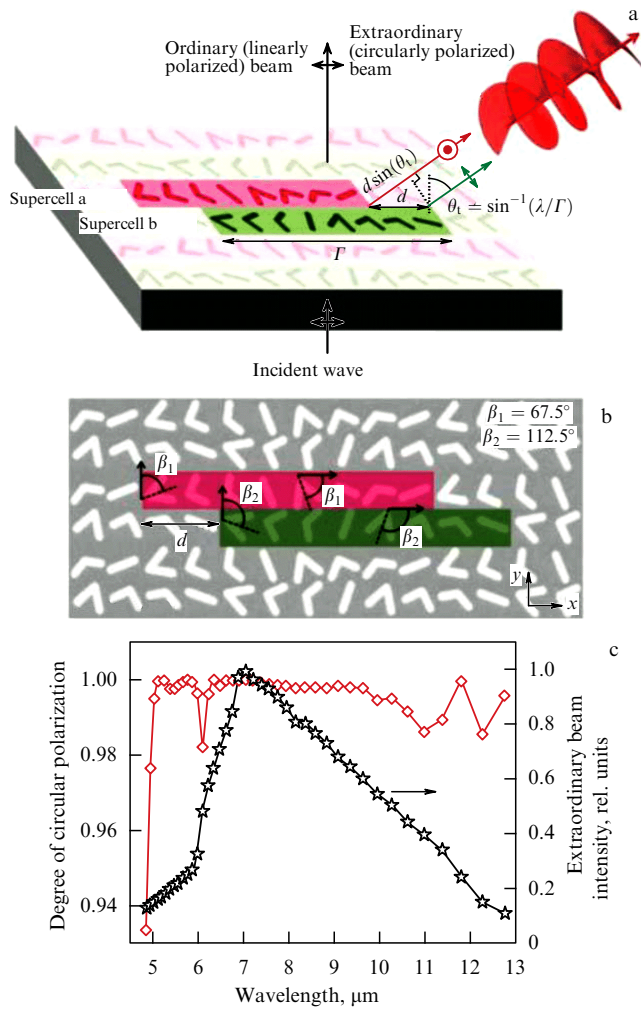 a
Ordinary (linearly
polarized) beam
Extraordinary
(circularly polarized)
beam
Supercell a
Supercell b
d sin(θt)
d
θt = sin⁻¹(λ/Γ)
Γ
Incident wave
b
β1 = 67.5°
β2 = 112.5°
β1
β2
β1
β2
d
y
x
c
Degree of circular polarization
1.00
0.98
0.96
0.94
1.0
0.8
0.6
0.4
0.2
0
Extraordinary beam
intensity, rel. units
5 6 7 8 9 10 11 12 13
Wavelength, μm